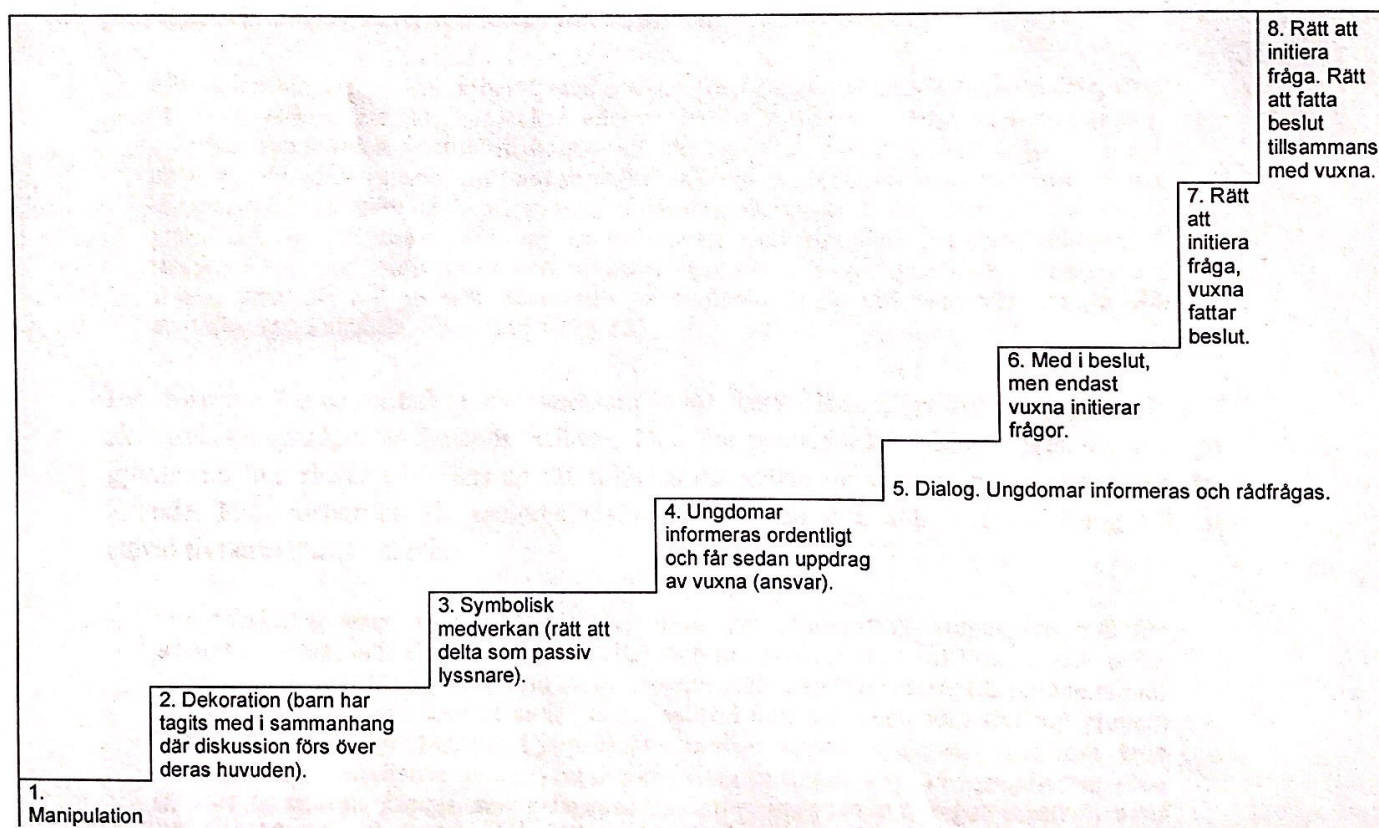 8. Rätt att
initiera
fråga. Rätt
att fatta
beslut
tillsammans
med vuxna.
7. Rätt
att
initiera
fråga,
vuxna
fattar
beslut.
6. Med i beslut,
men endast
vuxna initierar
frågor.
5. Dialog. Ungdomar informeras och rådfrågas.
4. Ungdomar
informeras ordentligt
och får sedan uppdrag
av vuxna (ansvar).
3. Symbolisk
medverkan (rätt att
delta som passiv
lyssnare).
2. Dekoration (barn har
tagits med i sammanhang
där diskussion förs över
deras huvuden).
1.
Manipulation